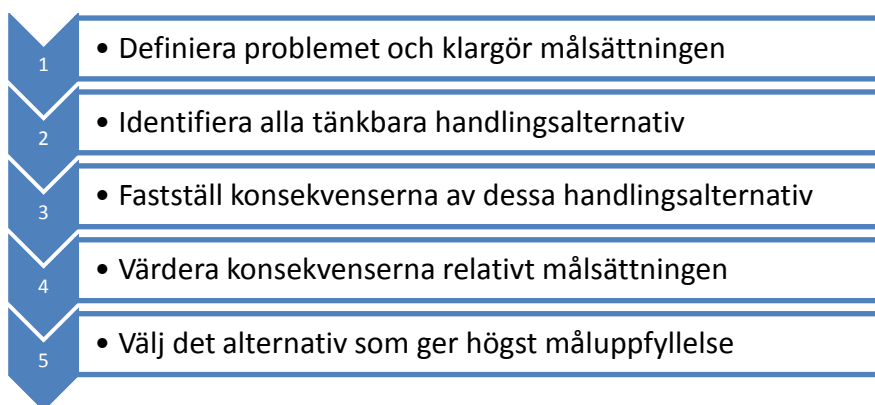 1 • Definiera problemet och klargör målsättningen
2 • Identifiera alla tänkbara handlingsalternativ
3 • Fastställ konsekvenserna av dessa handlingsalternativ
4 • Värdera konsekvenserna relativt målsättningen
5 • Välj det alternativ som ger högst måluppfyllelse